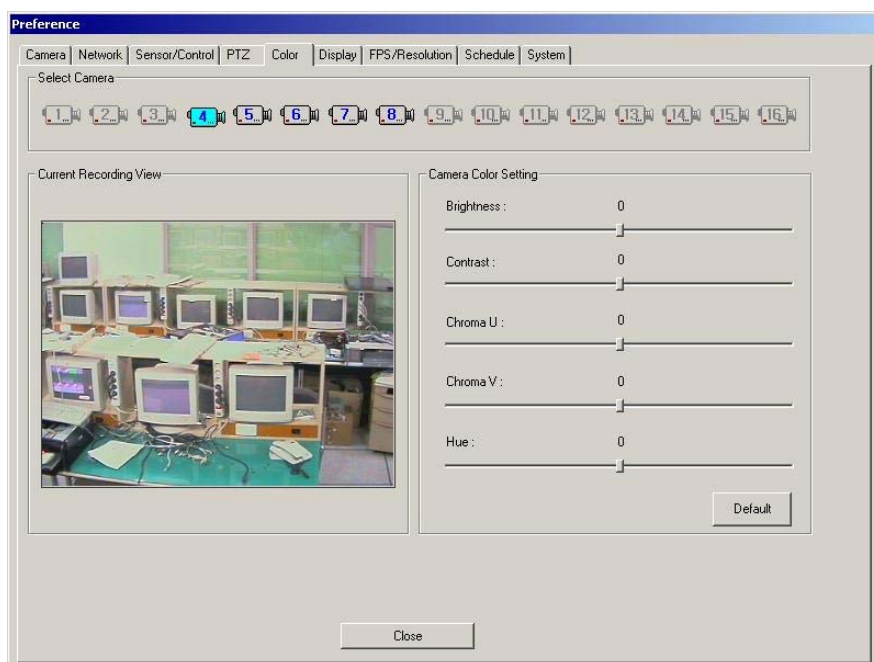 Preference
Camera Network Sensor/Control PTZ Color Display FPS/Resolution Schedule System
Select Camera
1... 2... 3... 4... 5... 6... 7... 8... 9... 10... 11... 12... 13... 14... 15... 16...
Current Recording View
Camera Color Setting
Brightness : 0
Contrast : 0
Chroma U : 0
Chroma V : 0
Hue : 0
Default
Close